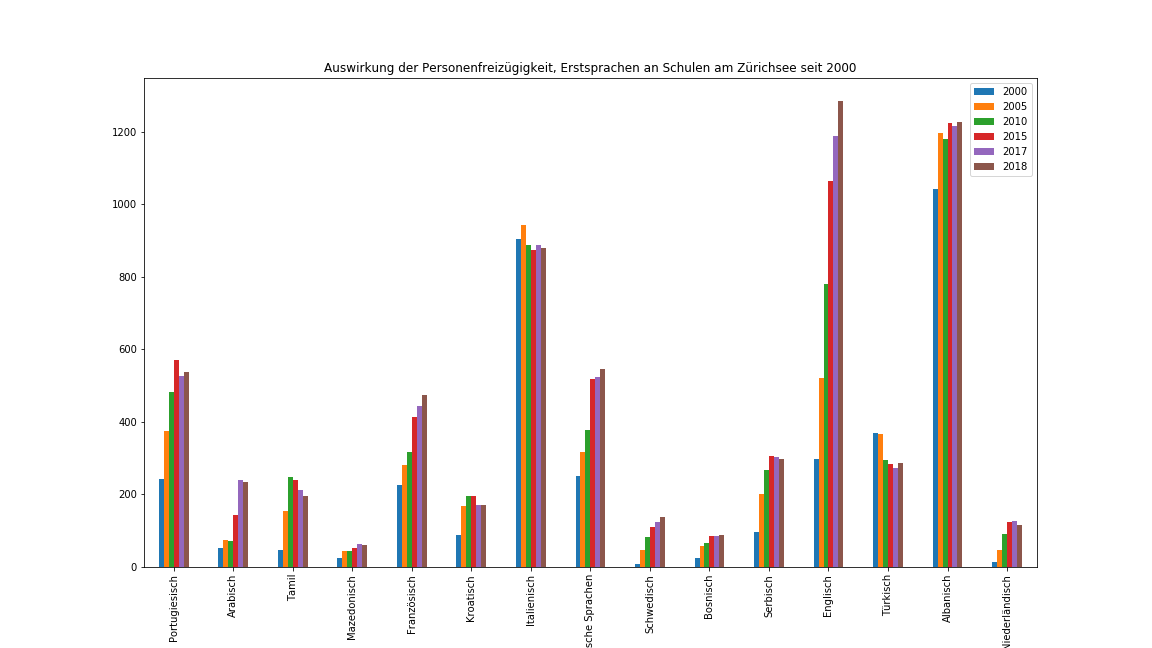 Auswirkung der Personenfreizügigkeit, Erstsprachen an Schulen am Zürichsee seit 2000
2000
2005
2010
2015
2017
2018
1200
1000
800
600
400
200
0
Portugiesisch
Arabisch
Tamil
Mazedonisch
Französisch
Kroatisch
Italienisch
sche Sprachen
Schwedisch
Bosnisch
Serbisch
Englisch
Türkisch
Albanisch
Niederländisch